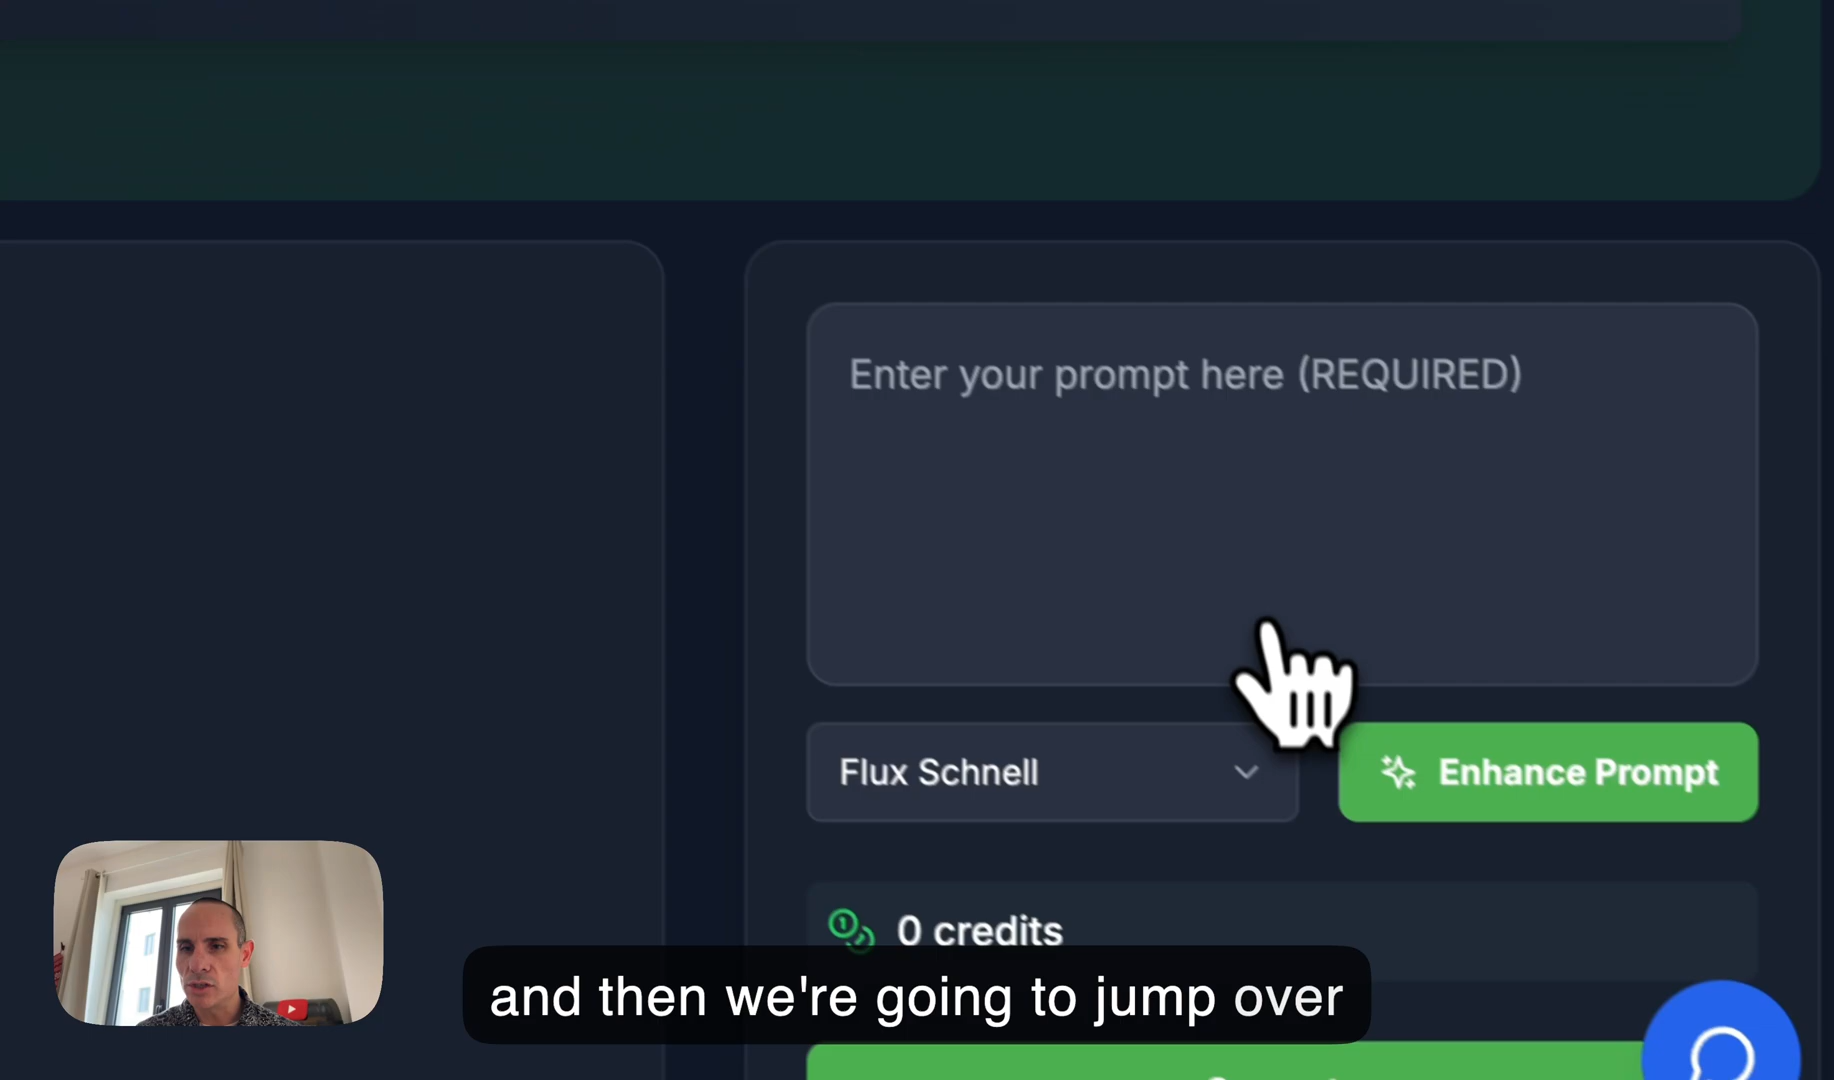 Enter your prompt here (REQUIRED)
Flux Schnell
Enhance Prompt
0 credits
and then we're going to jump over